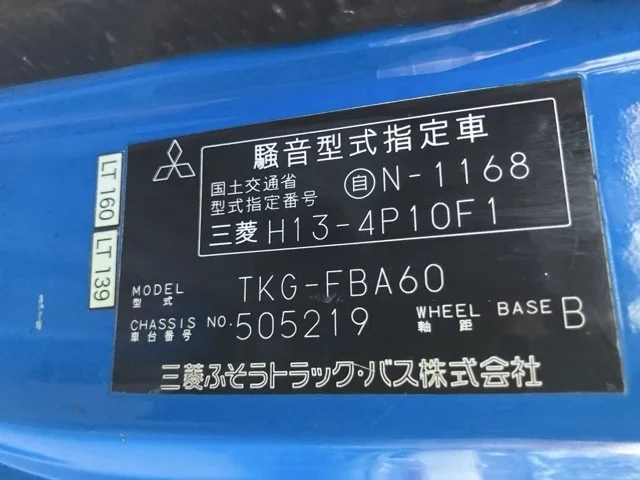 騒音型式指定車
国土交通省
型式指定番号
自 N-1168
三菱 H13-4P10F1
LT 160
LT 139
MODEL
型式
TKG-FBA60
CHASSIS NO.
車台番号
505219
WHEEL BASE
軸距
B
三菱ふそうトラック・バス株式会社